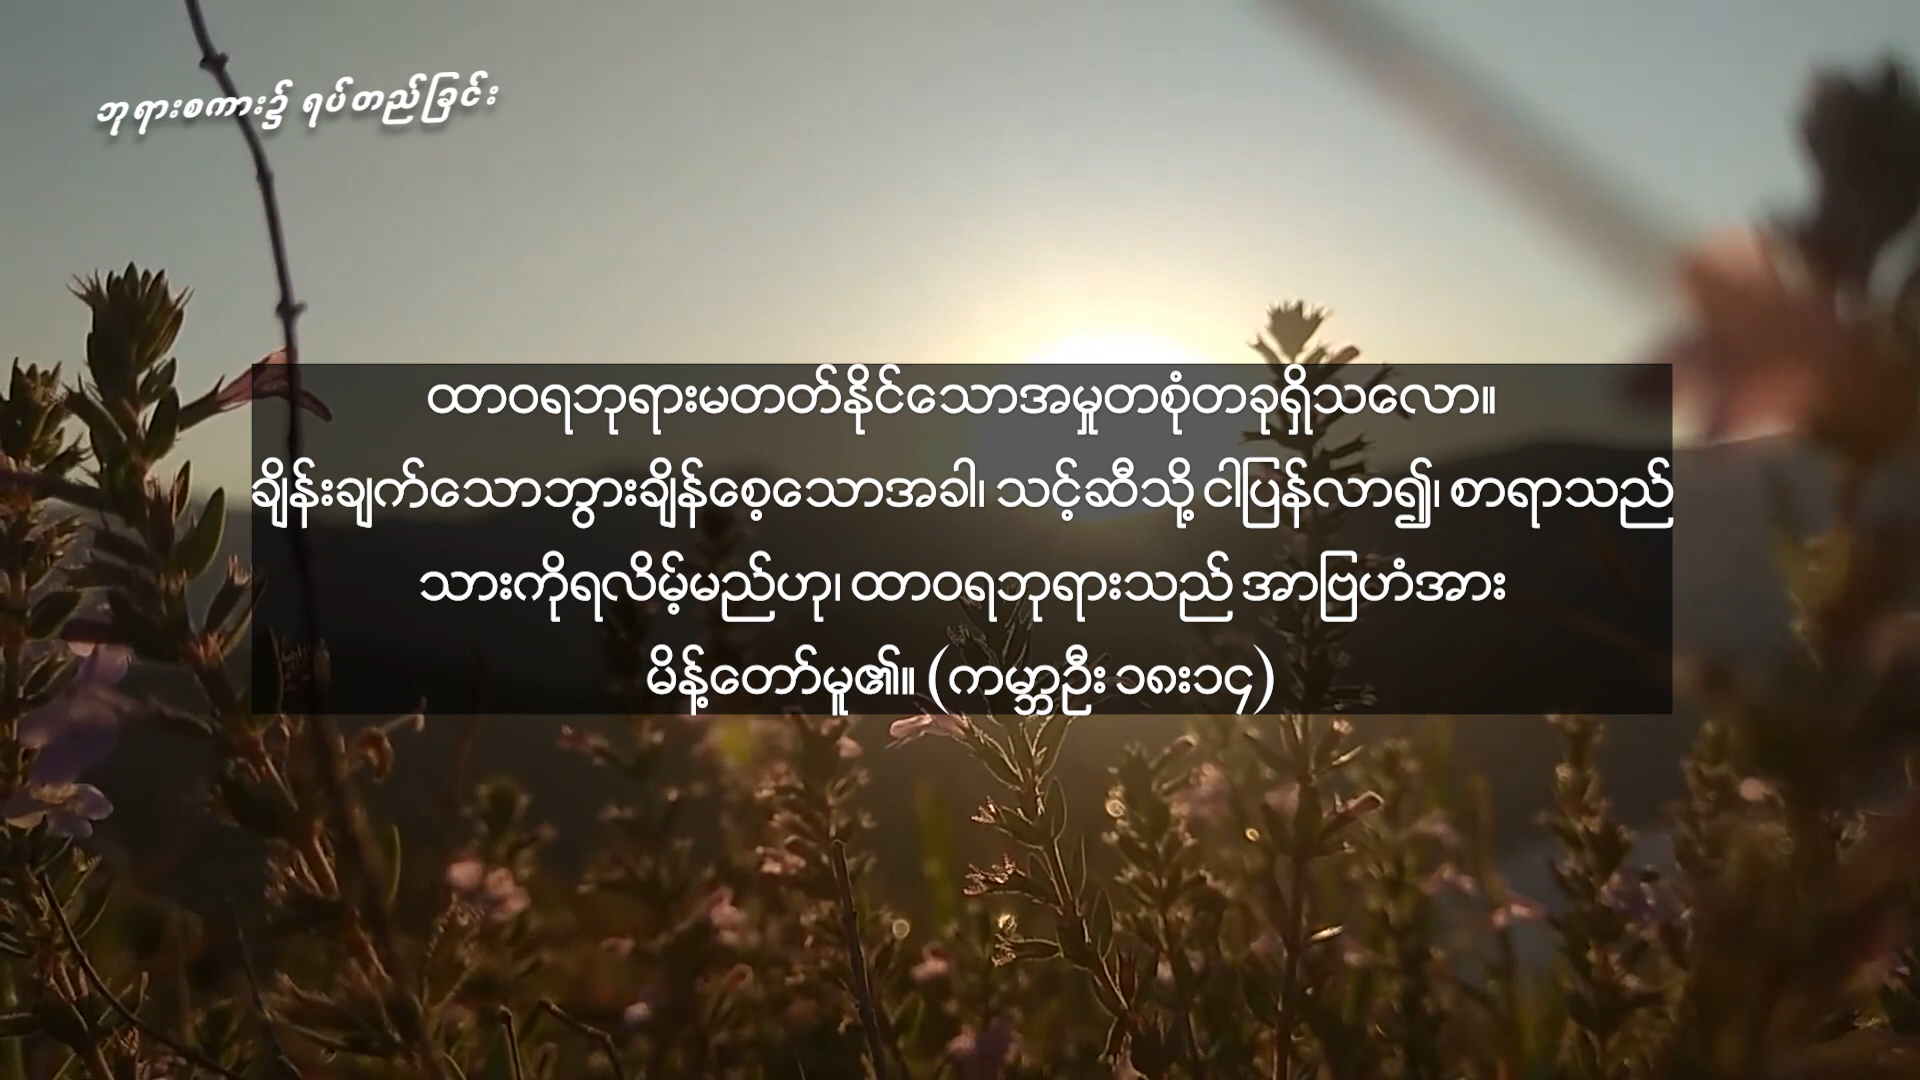 ဘုရားစကား၌ ရပ်တည်ခြင်း
ထာဝရဘုရားမတတ်နိုင်သောအမှုတစုံတခုရှိသလော။
ချိန်းချက်သောဘွားချိန်စေ့သောအခါ၊ သင့်ဆီသို့ ငါပြန်လာ၍၊ စာရာသည်
သားကိုရလိမ့်မည်ဟု၊ ထာဝရဘုရားသည် အာဗြဟံအား
မိန့်တော်မူ၏။ (ကမ္ဘာဦး ၁၈း၁၄)